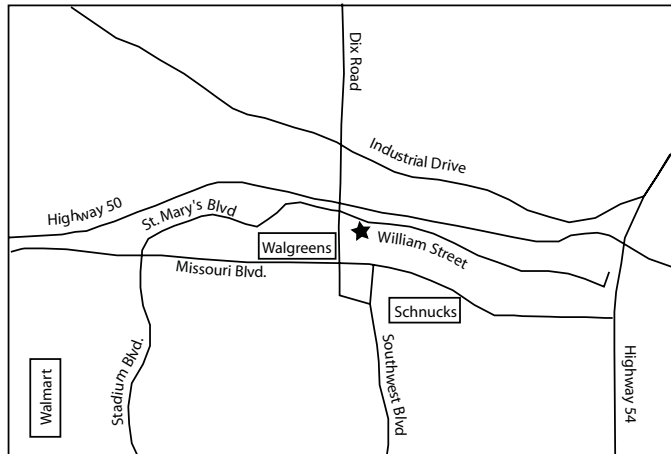 Dix Road
Industrial Drive
Highway 50
St. Mary's Blvd
William Street
Walgreens
Missouri Blvd.
Schnucks
Walmart
Stadium Blvd.
Southwest Blvd
Highway 54